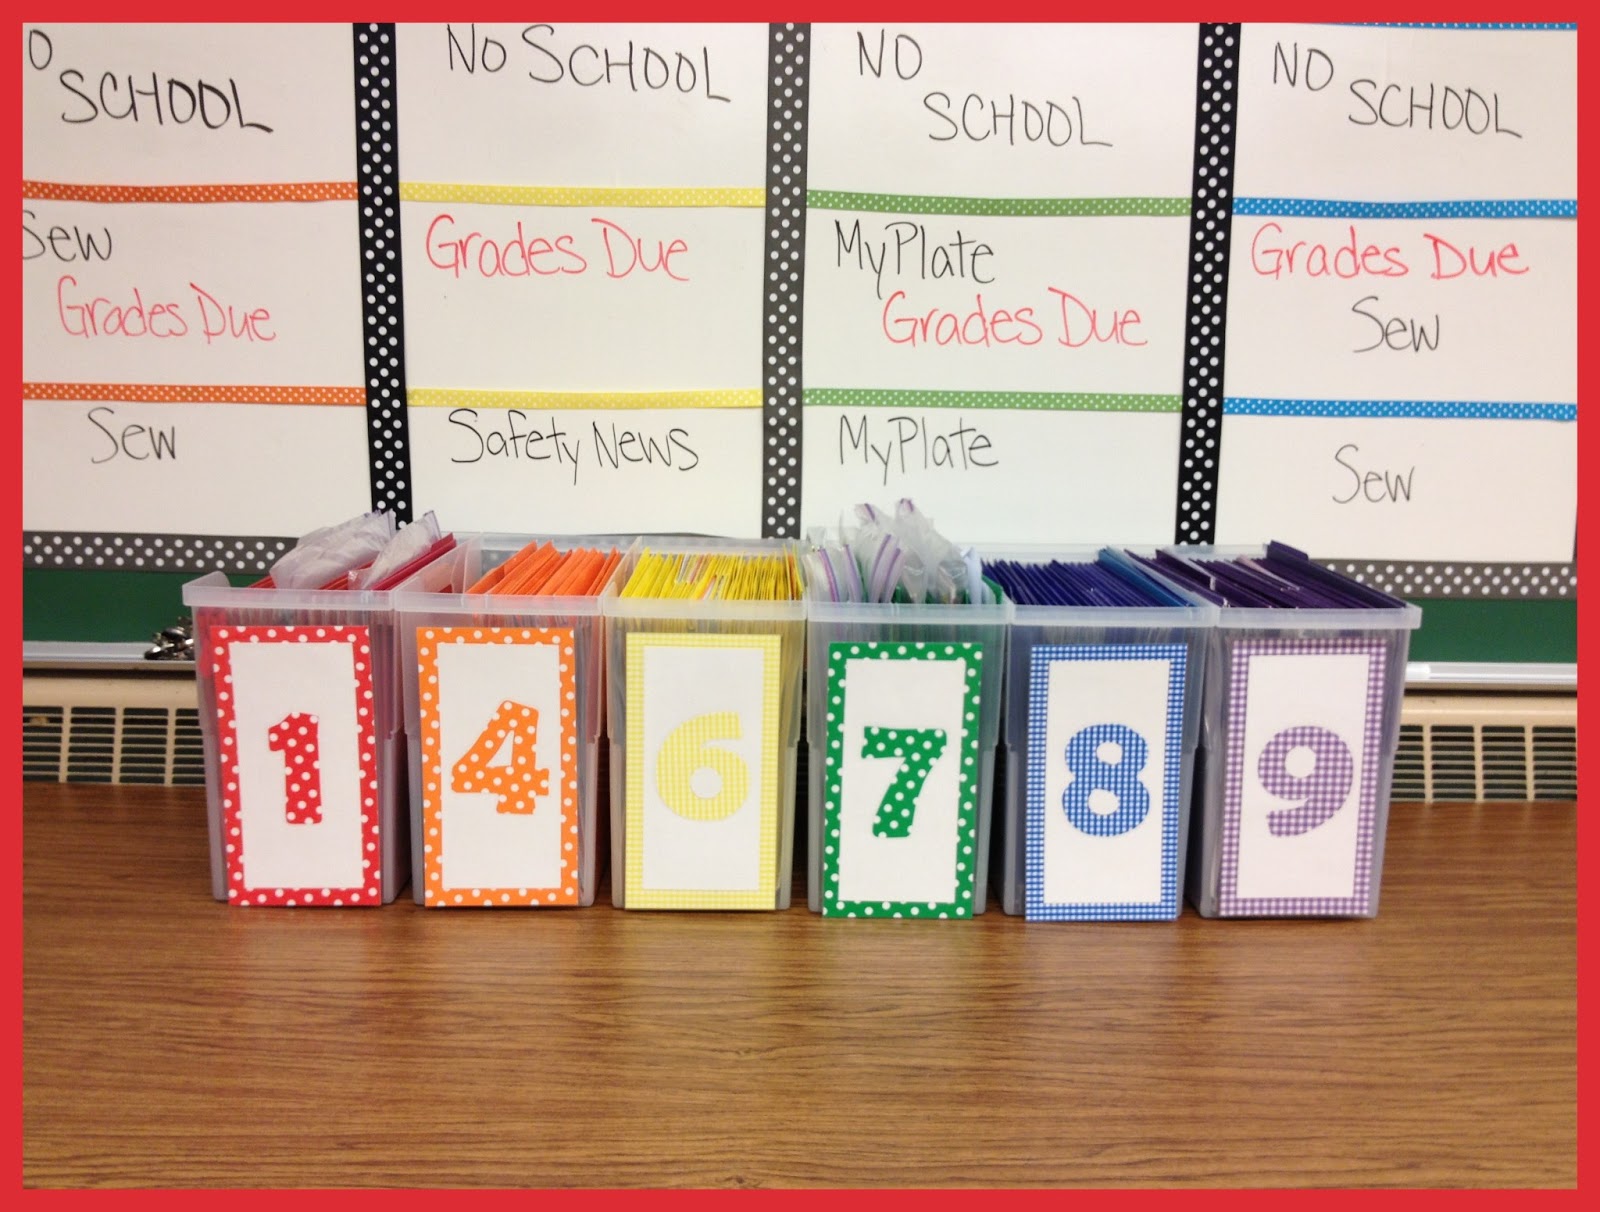 O
SCHOOL
Sew
Grades Due
Sew
NO SCHOOL
Grades Due
Safety News
NO
SCHOOL
MyPlate
Grades Due
MyPlate
NO
SCHOOL
Grades Due
Sew
Sew
1
4
6
7
8
9